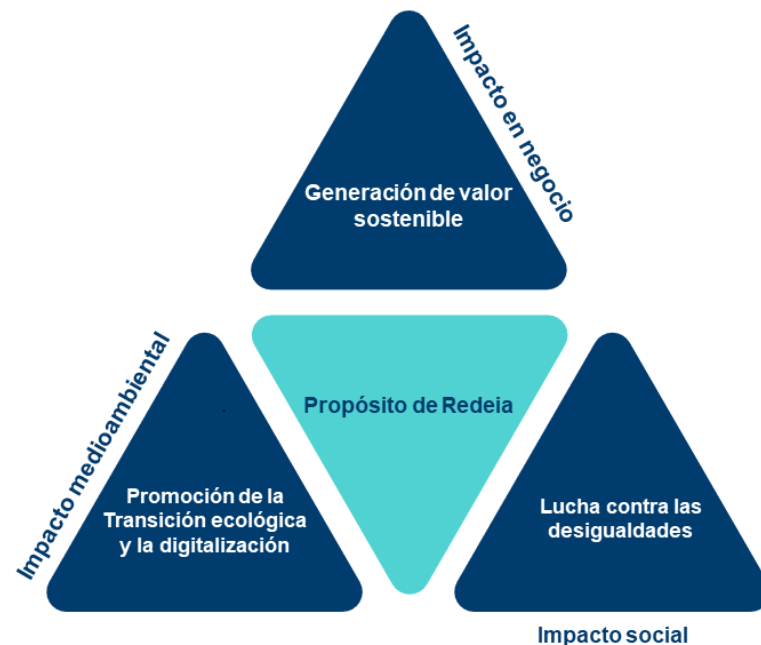 Impacto en negocio
Generación de valor
sostenible
Impacto medioambiental
Propósito de Redeia
Promoción de la
Transición ecológica
y la digitalización
Lucha contra las
desigualdades
Impacto social